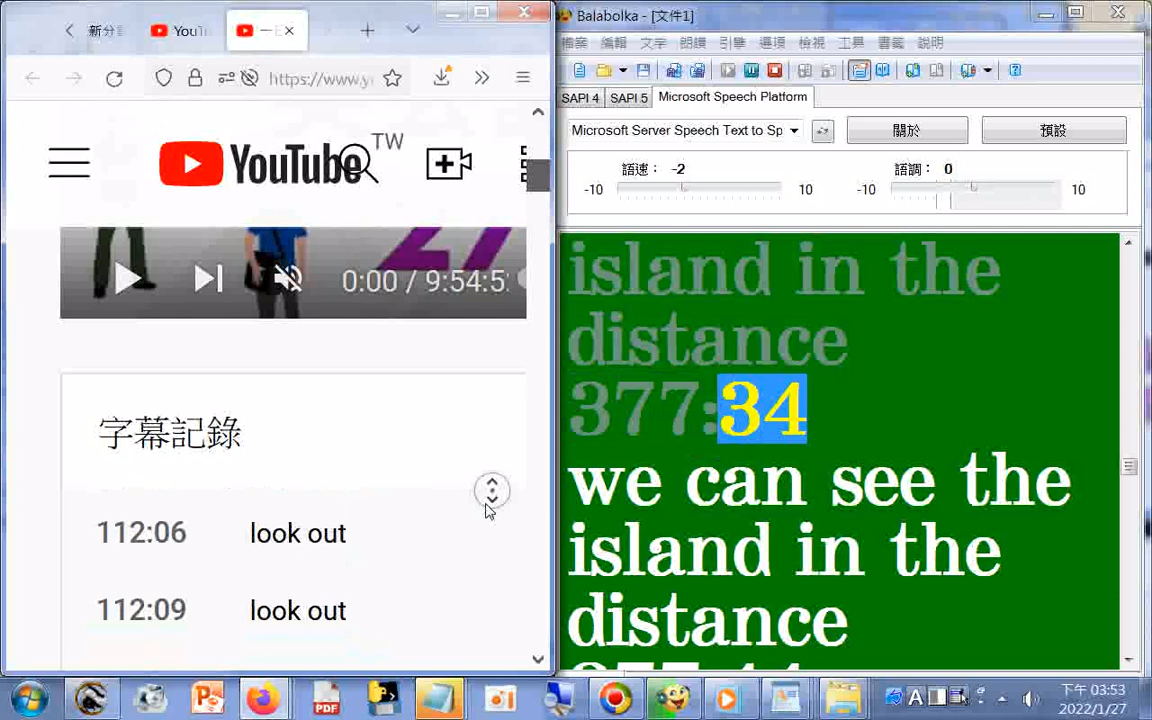 新分
YouTu
一E
https://www.y
YouTube TW
27
0:00 / 9:54:5
字幕記錄
112:06 look out
112:09 look out
Balabolka - [文件1]
檔案 編輯 文字 朗讀 引擎 選項 檢視 工具 書籤 說明
SAPI 4 SAPI 5 Microsoft Speech Platform
Microsoft Server Speech Text to Sp 關於 預設
語速： -2 語調： 0
-10 10 -10 10
island in the
distance
377:34
we can see the
island in the
distance
PDF
A
下午 03:53
2022/1/27